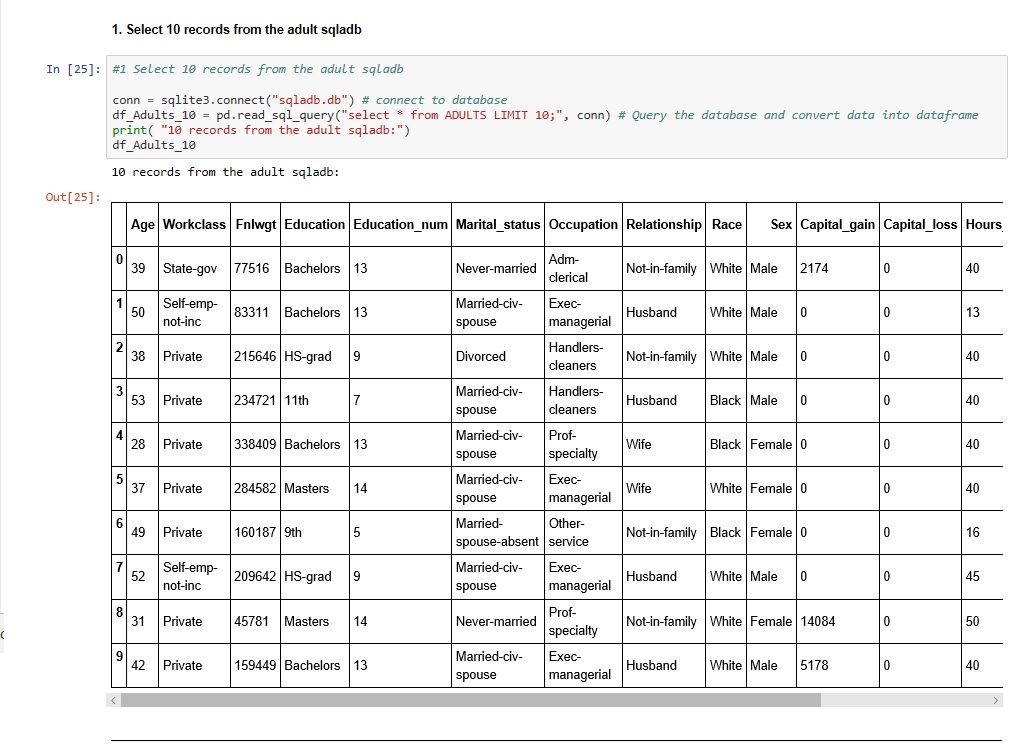 1. Select 10 records from the adult sqladb
In [25]: #1 Select 10 records from the adult sqladb
conn = sqlite3.connect("sqladb.db") # connect to database
df_Adults_10 = pd.read_sql_query("select * from ADULTS LIMIT 10;", conn) # Query the database and convert data into dataframe
print( "10 records from the adult sqladb:")
df_Adults_10
10 records from the adult sqladb:
Out[25]:
Age Workclass Fnlwgt Education Education_num Marital_status Occupation Relationship Race Sex Capital_gain Capital_loss Hours_
0 39 State-gov 77516 Bachelors 13 Never-married Adm-clerical Not-in-family White Male 2174 0 40
1 50 Self-emp-not-inc 83311 Bachelors 13 Married-civ-spouse Exec-managerial Husband White Male 0 0 13
2 38 Private 215646 HS-grad 9 Divorced Handlers-cleaners Not-in-family White Male 0 0 40
3 53 Private 234721 11th 7 Married-civ-spouse Handlers-cleaners Husband Black Male 0 0 40
4 28 Private 338409 Bachelors 13 Married-civ-spouse Prof-specialty Wife Black Female 0 0 40
5 37 Private 284582 Masters 14 Married-civ-spouse Exec-managerial Wife White Female 0 0 40
6 49 Private 160187 9th 5 Married-spouse-absent Other-service Not-in-family Black Female 0 0 16
7 52 Self-emp-not-inc 209642 HS-grad 9 Married-civ-spouse Exec-managerial Husband White Male 0 0 45
8 31 Private 45781 Masters 14 Never-married Prof-specialty Not-in-family White Female 14084 0 50
9 42 Private 159449 Bachelors 13 Married-civ-spouse Exec-managerial Husband White Male 5178 0 40